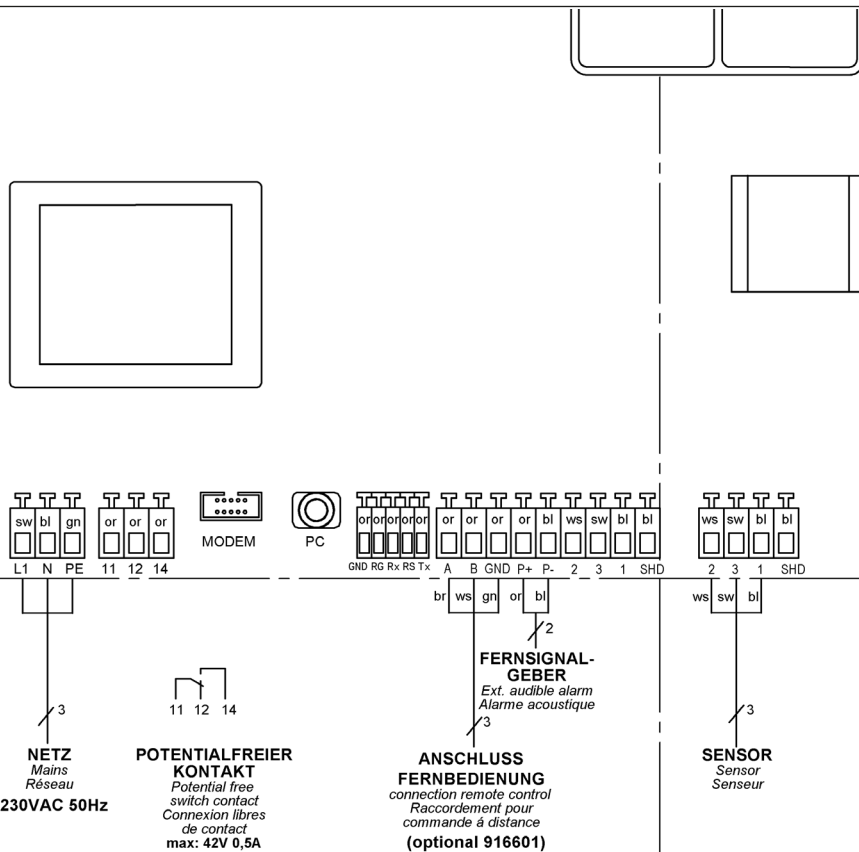 sw bl gn
or or or
or or or or or
or or or or bl ws sw bl bl
ws sw bl bl
MODEM
PC
L1 N PE
11 12 14
GND RG Rx RS Tx
A B GND P+ P- 2 3 1 SHD
2 3 1 SHD
br ws gn
or bl
ws sw bl
2
FERNSIGNAL-
GEBER
Ext. audible alarm
Alarme acoustique
3
NETZ
Mains
Réseau
230VAC 50Hz
11 12 14
POTENTIALFREIER
KONTAKT
Potential free
switch contact
Connexion libres
de contact
max: 42V 0,5A
3
ANSCHLUSS
FERNBEDIENUNG
connection remote control
Raccordement pour
commande á distance
(optional 916601)
3
SENSOR
Sensor
Senseur